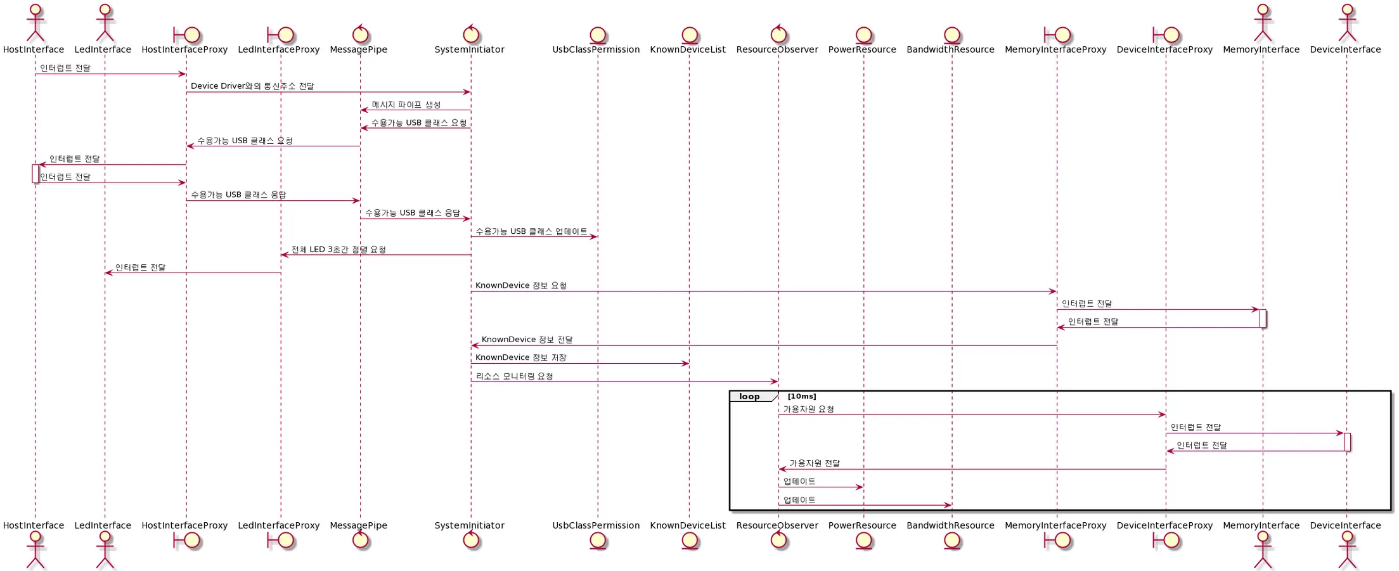 HostInterface LedInterface HostInterfaceProxy LedInterfaceProxy MessagePipe SystemInitiator UsbClassPermission KnownDeviceList ResourceObserver PowerResource BandwidthResource MemoryInterfaceProxy DeviceInterfaceProxy MemoryInterface DeviceInterface
인터럽트 전달
Device Driver와의 통신주소 전달
메시지 파이프 생성
수용가능 USB 클래스 요청
수용가능 USB 클래스 요청
인터럽트 전달
인터럽트 전달
수용가능 USB 클래스 응답
수용가능 USB 클래스 응답
수용가능 USB 클래스 업데이트
전체 LED 3초간 점멸 요청
인터럽트 전달
KnownDevice 정보 요청
인터럽트 전달
인터럽트 전달
KnownDevice 정보 전달
KnownDevice 정보 저장
리소스 모니터링 요청
loop [10ms]
가용자원 요청
인터럽트 전달
인터럽트 전달
가용자원 전달
업데이트
업데이트
HostInterface LedInterface HostInterfaceProxy LedInterfaceProxy MessagePipe SystemInitiator UsbClassPermission KnownDeviceList ResourceObserver PowerResource BandwidthResource MemoryInterfaceProxy DeviceInterfaceProxy MemoryInterface DeviceInterface